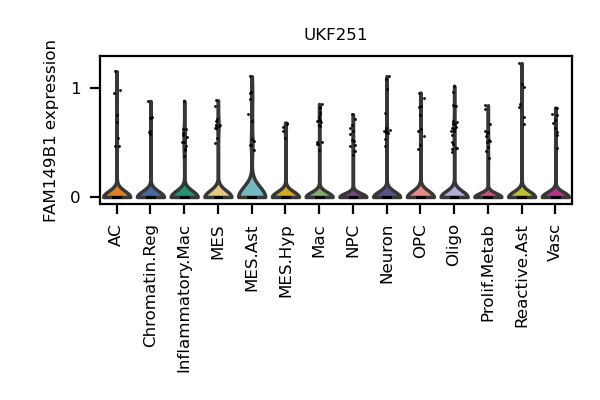 UKF251
FAM149B1 expression
1
0
AC
Chromatin.Reg
Inflammatory.Mac
MES
MES.Ast
MES.Hyp
Mac
NPC
Neuron
OPC
Oligo
Prolif.Metab
Reactive.Ast
Vasc